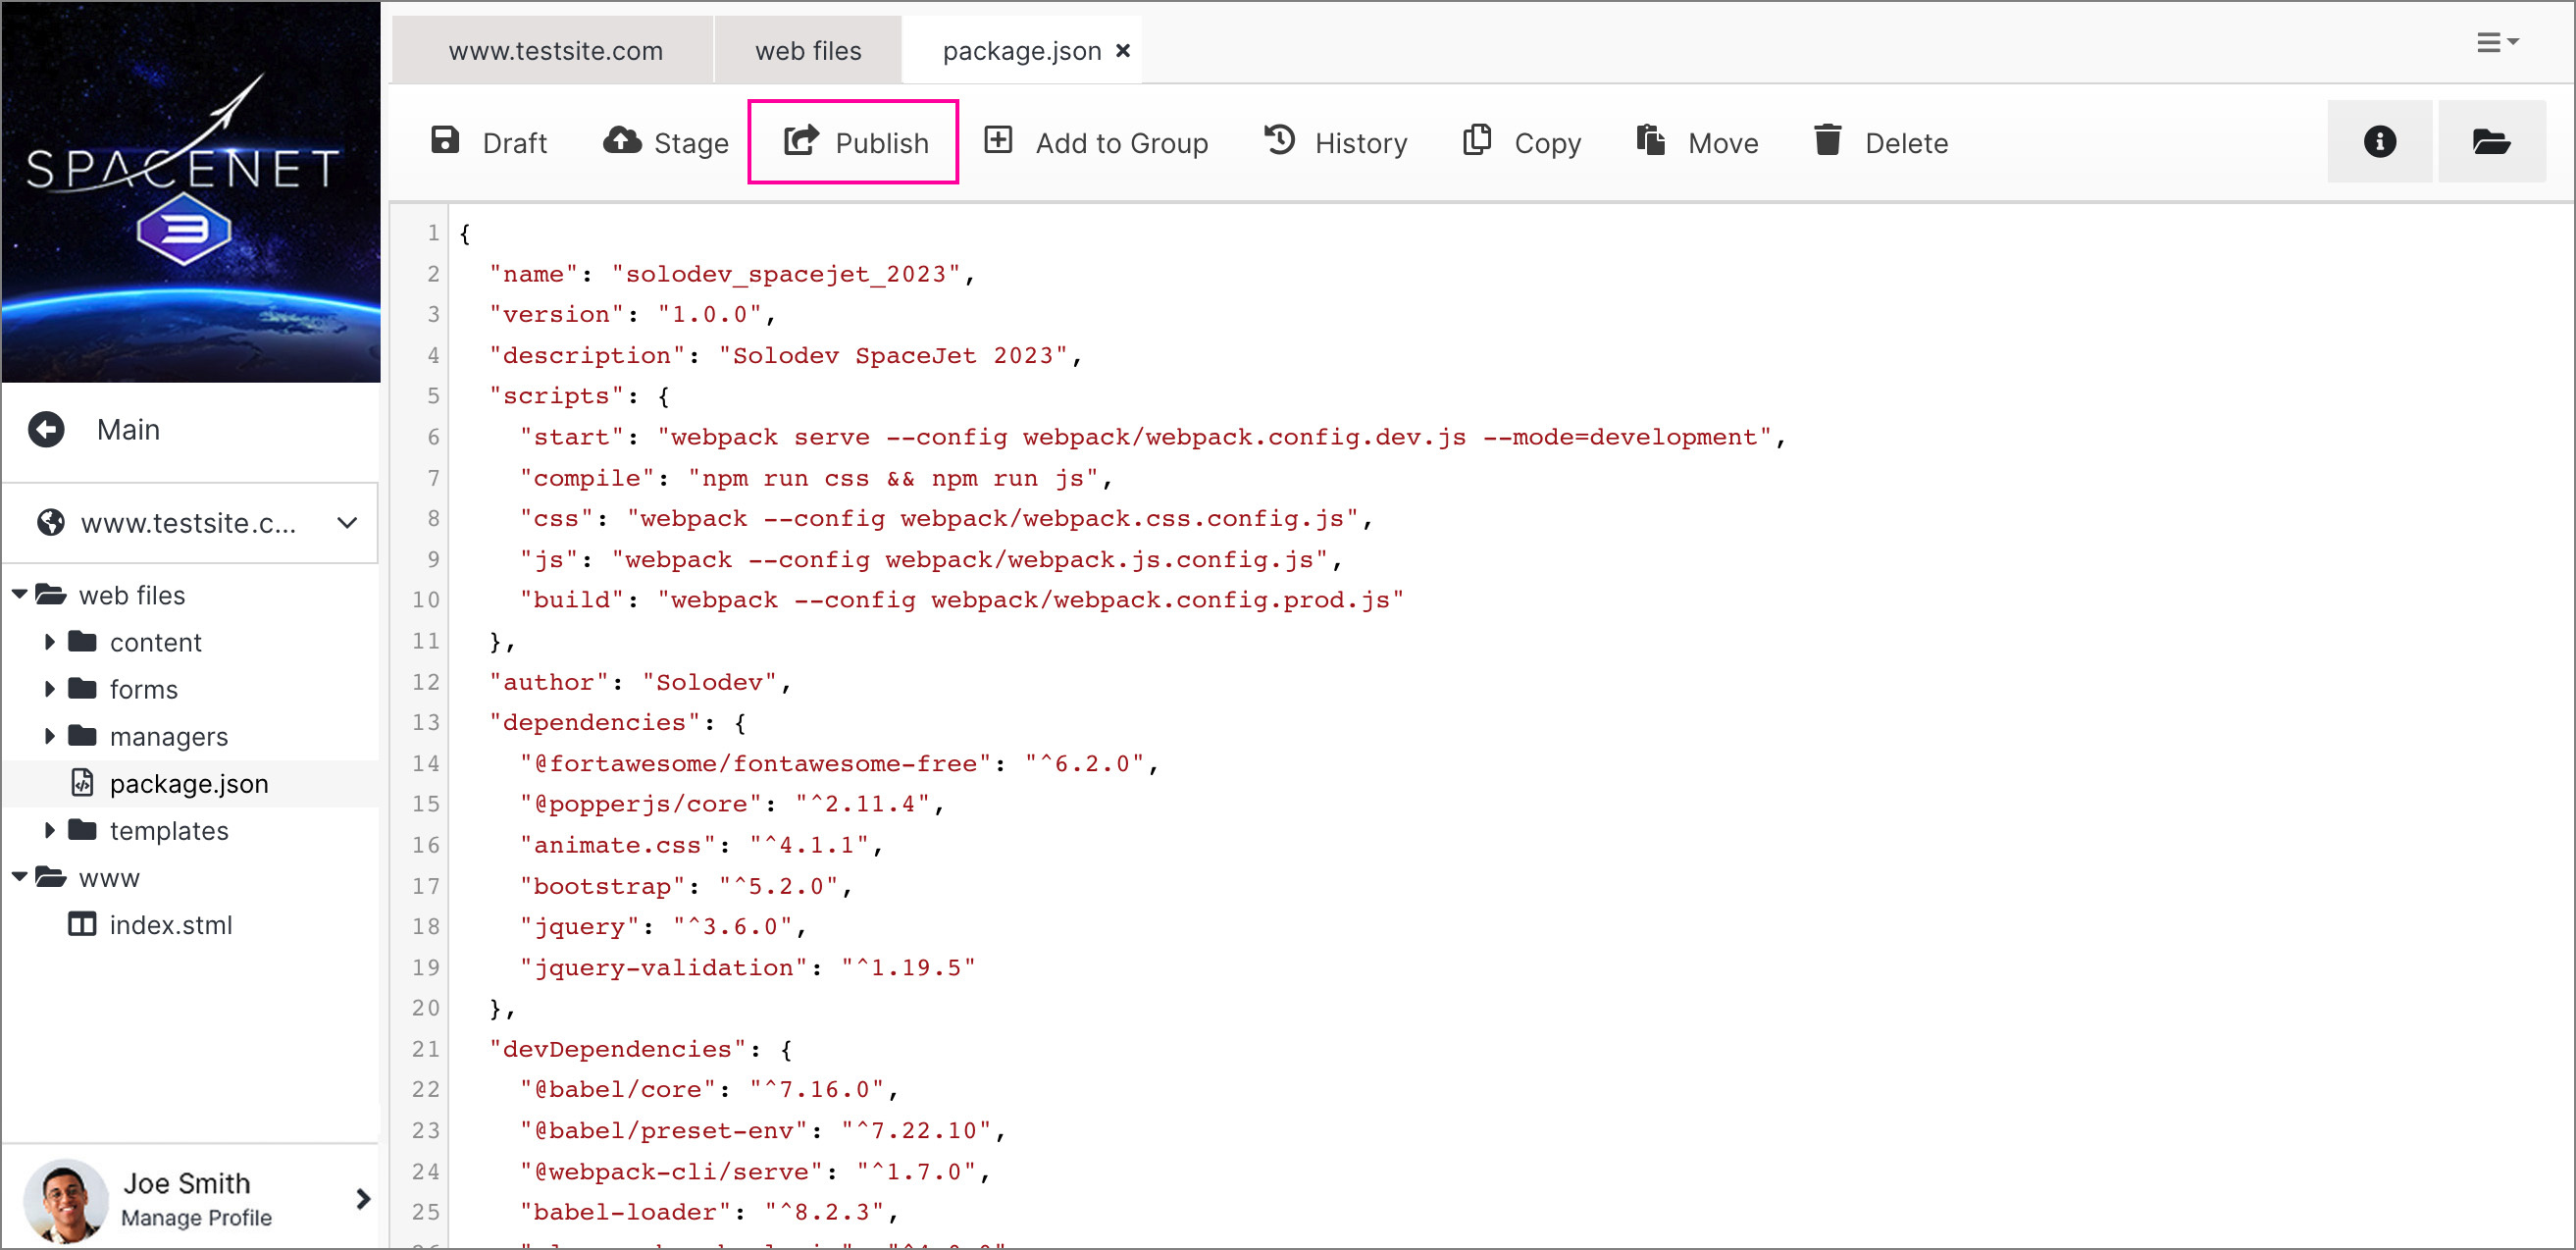 SPACENET
3
Main
www.testsite.c...
web files
content
forms
managers
package.json
templates
www
index.stml
Joe Smith
Manage Profile
www.testsite.com
web files
package.json
Draft
Stage
Publish
Add to Group
History
Copy
Move
Delete
1 {
2 "name": "solodev_spacejet_2023",
3 "version": "1.0.0",
4 "description": "Solodev SpaceJet 2023",
5 "scripts": {
6 "start": "webpack serve --config webpack/webpack.config.dev.js --mode=development",
7 "compile": "npm run css && npm run js",
8 "css": "webpack --config webpack/webpack.css.config.js",
9 "js": "webpack --config webpack/webpack.js.config.js",
10 "build": "webpack --config webpack/webpack.config.prod.js"
11 },
12 "author": "Solodev",
13 "dependencies": {
14 "@fortawesome/fontawesome-free": "^6.2.0",
15 "@popperjs/core": "^2.11.4",
16 "animate.css": "^4.1.1",
17 "bootstrap": "^5.2.0",
18 "jquery": "^3.6.0",
19 "jquery-validation": "^1.19.5"
20 },
21 "devDependencies": {
22 "@babel/core": "^7.16.0",
23 "@babel/preset-env": "^7.22.10",
24 "@webpack-cli/serve": "^1.7.0",
25 "babel-loader": "^8.2.3",